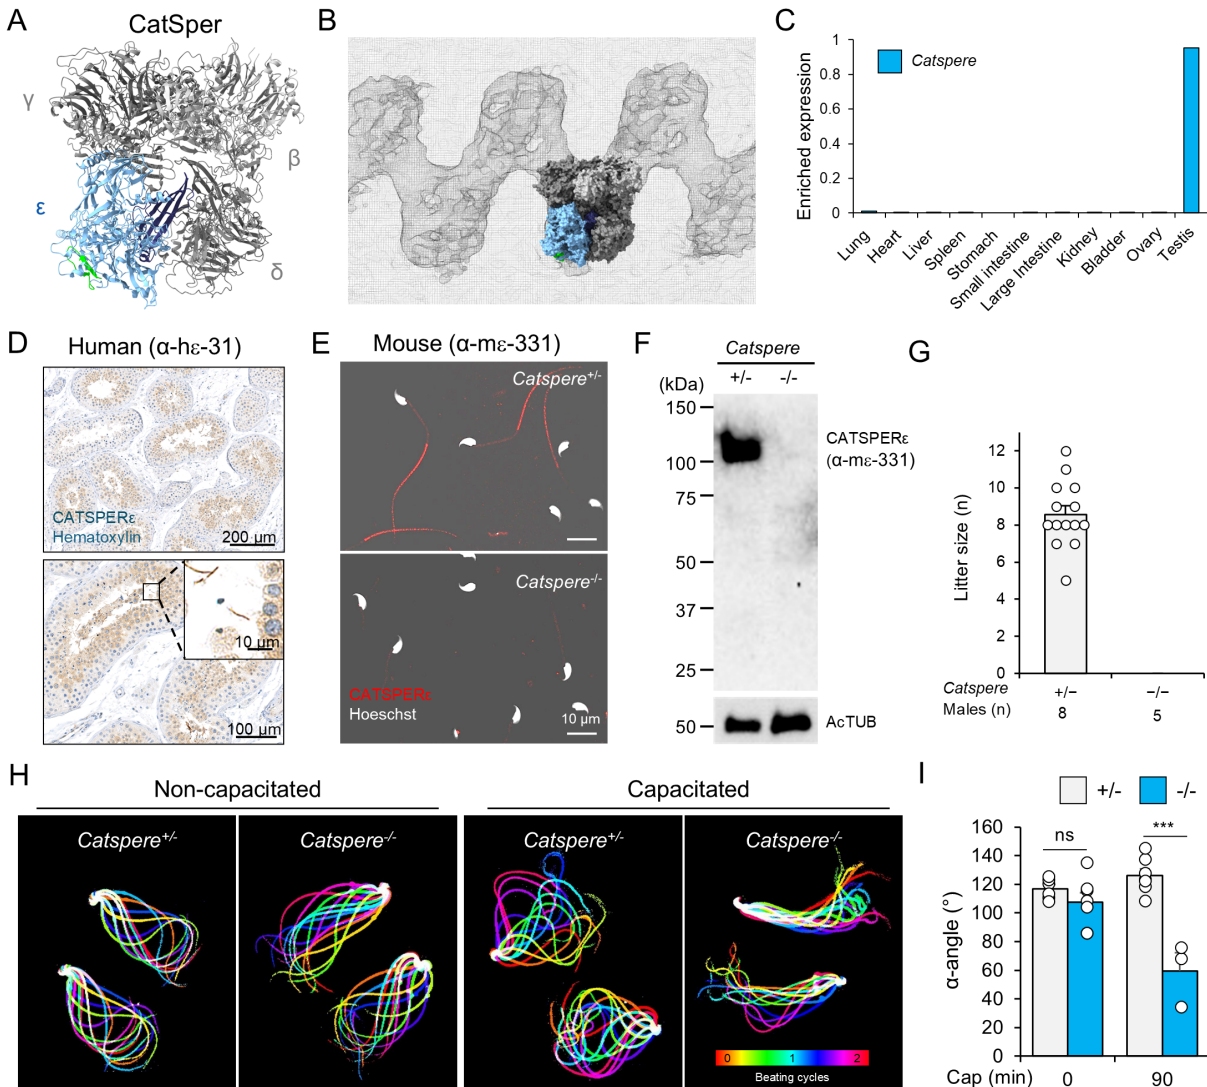 A
CatSper
γ
β
ε
δ
B
C
Catspere
Enriched expression
1
0.8
0.6
0.4
0.2
0
Lung
Heart
Liver
Spleen
Stomach
Small intestine
Large Intestine
Kidney
Bladder
Ovary
Testis
D
Human (α-hε-31)
CATSPERε
Hematoxylin
200 µm
10 µm
100 µm
E
Mouse (α-mε-331)
Catspere+/-
Catspere-/-
CATSPERε
Hoeschst
10 µm
F
Catspere
(kDa)
+/-
-/-
150
100
75
50
37
25
50
CATSPERε
(α-mε-331)
AcTUB
G
Litter size (n)
12
10
8
6
4
2
0
Catspere
+/−
−/−
Males (n)
8
5
H
Non-capacitated
Capacitated
Catspere+/-
Catspere-/-
Catspere+/-
Catspere-/-
0
1
2
Beating cycles
I
+/-
-/-
α-angle (°)
160
140
120
100
80
60
40
20
0
ns
***
Cap (min)
0
90